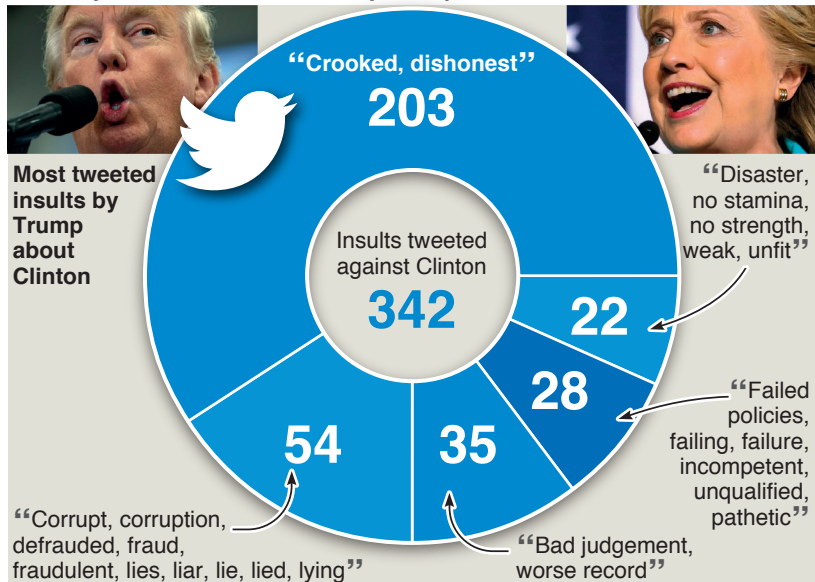 “Crooked, dishonest”
203
Most tweeted
insults by
Trump
about
Clinton
Insults tweeted
against Clinton
342
“Disaster,
no stamina,
no strength,
weak, unfit”
22
28
“Failed
policies,
failing, failure,
incompetent,
unqualified,
pathetic”
54
35
“Corrupt, corruption,
defrauded, fraud,
fraudulent, lies, liar, lie, lied, lying”
“Bad judgement,
worse record”